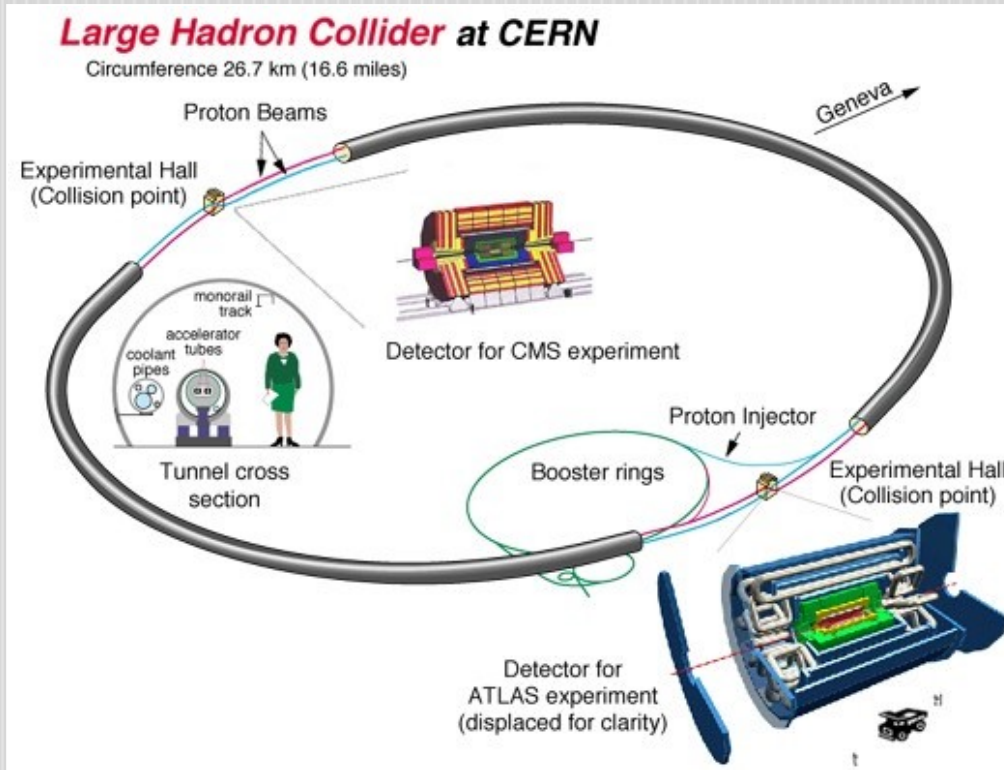 Large Hadron Collider at CERN
Circumference 26.7 km (16.6 miles)
Proton Beams
Geneva
Experimental Hall
(Collision point)
monorail
track
accelerator
tubes
coolant
pipes
Detector for CMS experiment
Tunnel cross
section
Proton Injector
Booster rings
Experimental Hall
(Collision point)
Detector for
ATLAS experiment
(displaced for clarity)